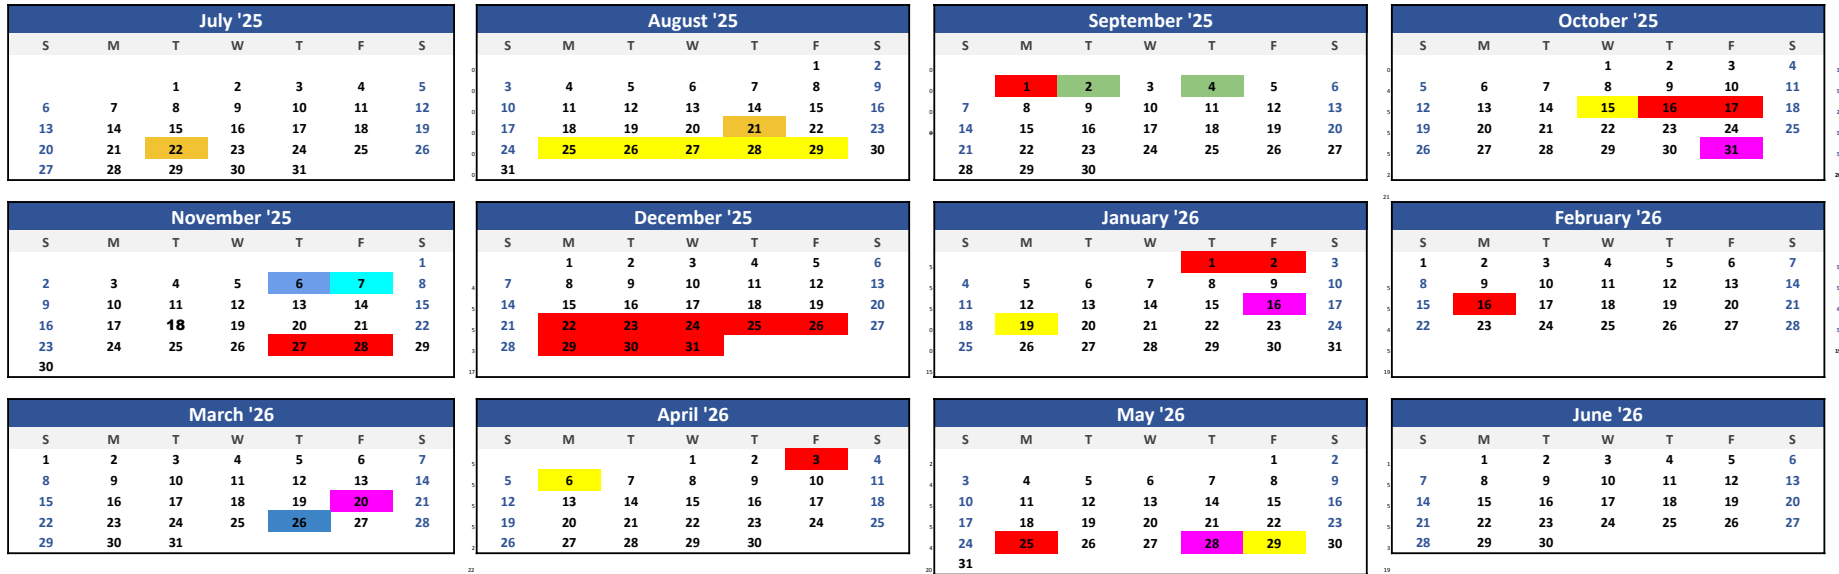 July '25
S M T W T F S
1 2 3 4 5
6 7 8 9 10 11 12
13 14 15 16 17 18 19
20 21 22 23 24 25 26
27 28 29 30 31
August '25
S M T W T F S
1 2
3 4 5 6 7 8 9
10 11 12 13 14 15 16
17 18 19 20 21 22 23
24 25 26 27 28 29 30
31
September '25
S M T W T F S
1 2 3 4 5 6
7 8 9 10 11 12 13
14 15 16 17 18 19 20
21 22 23 24 25 26 27
28 29 30
October '25
S M T W T F S
1 2 3 4
5 6 7 8 9 10 11
12 13 14 15 16 17 18
19 20 21 22 23 24 25
26 27 28 29 30 31
21
November '25
S M T W T F S
1
2 3 4 5 6 7 8
9 10 11 12 13 14 15
16 17 18 19 20 21 22
23 24 25 26 27 28 29
30
December '25
S M T W T F S
1 2 3 4 5 6
7 8 9 10 11 12 13
14 15 16 17 18 19 20
21 22 23 24 25 26 27
28 29 30 31
17
January '26
S M T W T F S
1 2 3
4 5 6 7 8 9 10
11 12 13 14 15 16 17
18 19 20 21 22 23 24
25 26 27 28 29 30 31
15
February '26
S M T W T F S
1 2 3 4 5 6 7
8 9 10 11 12 13 14
15 16 17 18 19 20 21
22 23 24 25 26 27 28
19
March '26
S M T W T F S
1 2 3 4 5 6 7
8 9 10 11 12 13 14
15 16 17 18 19 20 21
22 23 24 25 26 27 28
29 30 31
22
April '26
S M T W T F S
1 2 3 4
5 6 7 8 9 10 11
12 13 14 15 16 17 18
19 20 21 22 23 24 25
26 27 28 29 30
20
May '26
S M T W T F S
1 2
3 4 5 6 7 8 9
10 11 12 13 14 15 16
17 18 19 20 21 22 23
24 25 26 27 28 29 30
31
19
June '26
S M T W T F S
1 2 3 4 5 6
7 8 9 10 11 12 13
14 15 16 17 18 19 20
21 22 23 24 25 26 27
28 29 30